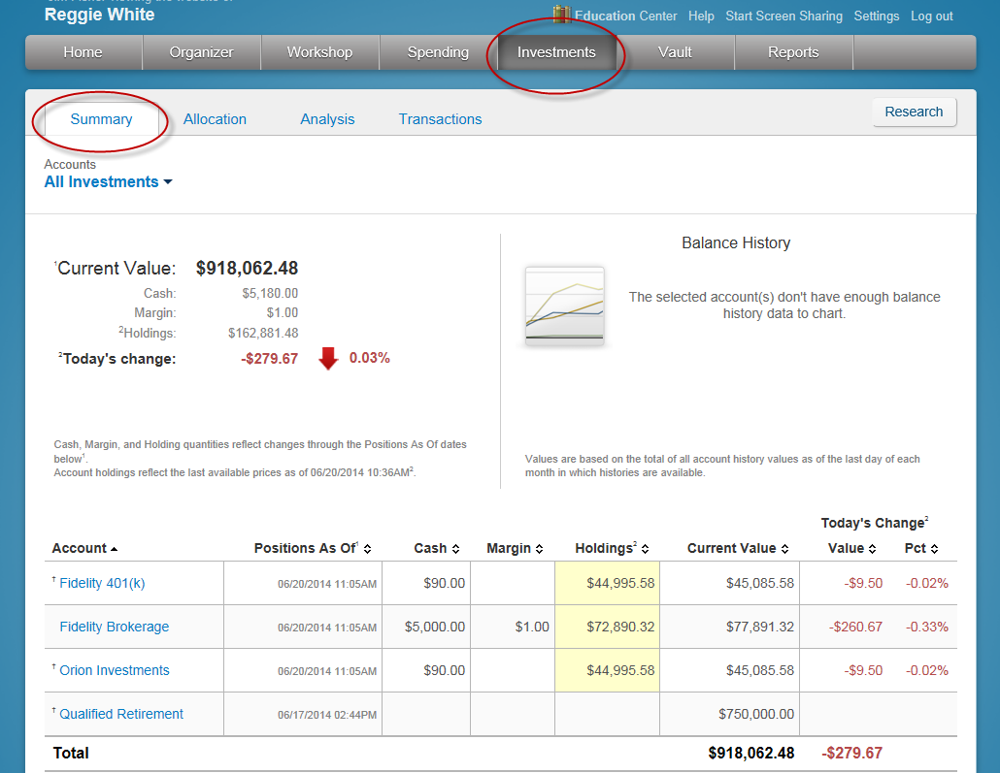 Reggie White
Education Center Help Start Screen Sharing Settings Log out
Home Organizer Workshop Spending Investments Vault Reports
Summary Allocation Analysis Transactions Research
Accounts
All Investments
¹Current Value: $918,062.48
Cash: $5,180.00
Margin: $1.00
²Holdings: $162,881.48
²Today's change: -$279.67 0.03%
Cash, Margin, and Holding quantities reflect changes through the Positions As Of dates
below¹.
Account holdings reflect the last available prices as of 06/20/2014 10:36AM².
Balance History
The selected account(s) don't have enough balance
history data to chart.
Values are based on the total of all account history values as of the last day of each
month in which histories are available.
Today's Change²
Account Positions As Of¹ Cash Margin Holdings² Current Value Value Pct
† Fidelity 401(k) 06/20/2014 11:05AM $90.00 $44,995.58 $45,085.58 -$9.50 -0.02%
Fidelity Brokerage 06/20/2014 11:05AM $5,000.00 $1.00 $72,890.32 $77,891.32 -$260.67 -0.33%
† Orion Investments 06/20/2014 11:05AM $90.00 $44,995.58 $45,085.58 -$9.50 -0.02%
† Qualified Retirement 06/17/2014 02:44PM $750,000.00
Total $918,062.48 -$279.67